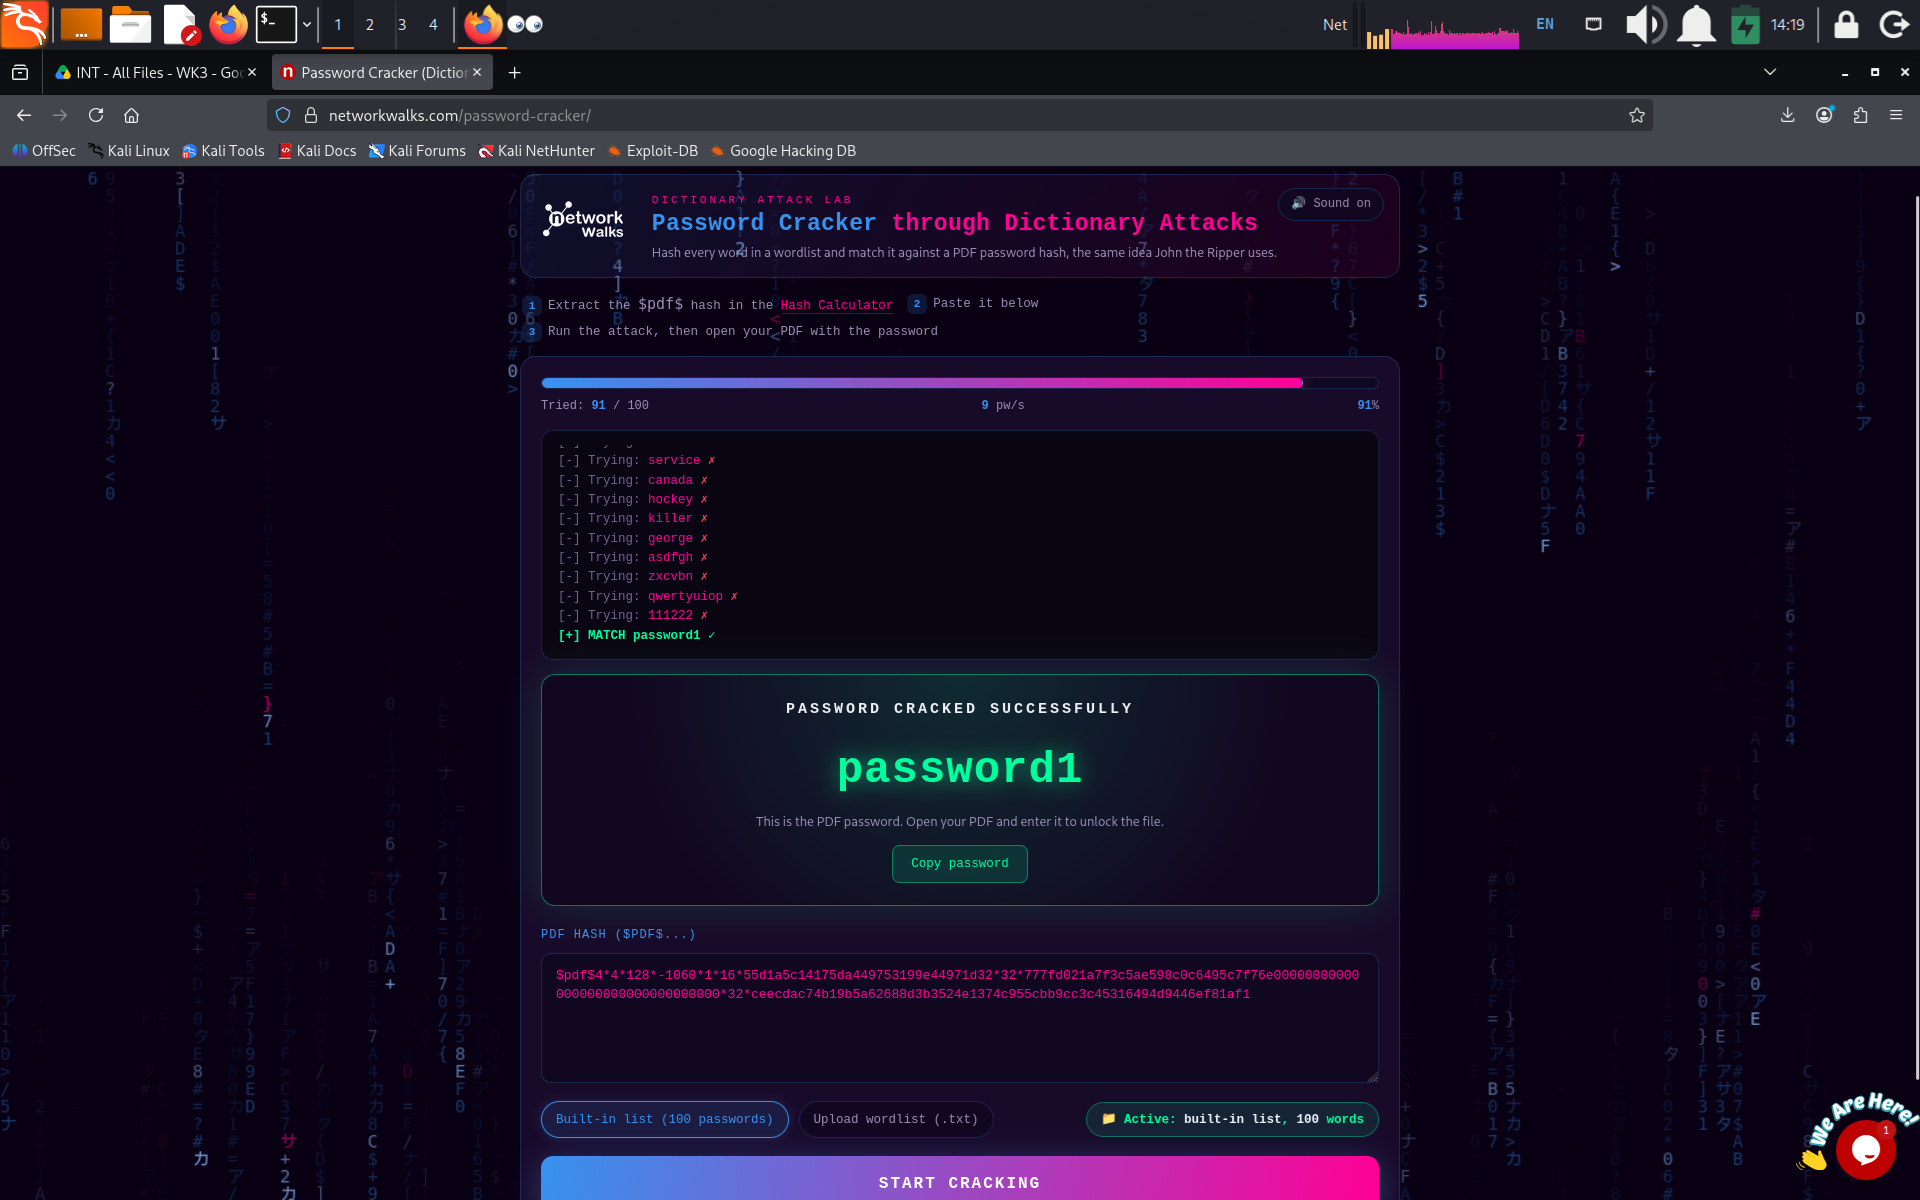 1 2 3 4 Net EN 14:19
INT - All Files - WK3 - Goo
Password Cracker (Dictio
networkwalks.com/password-cracker/
OffSec Kali Linux Kali Tools Kali Docs Kali Forums Kali NetHunter Exploit-DB Google Hacking DB
network walks
DICTIONARY ATTACK LAB
Password Cracker through Dictionary Attacks
Hash every word in a wordlist and match it against a PDF password hash, the same idea John the Ripper uses.
Sound on
1 Extract the $pdf$ hash in the Hash Calculator 2 Paste it below
3 Run the attack, then open your PDF with the password
Tried: 91 / 100 9 pw/s 91%
[-] Trying: service ✗
[-] Trying: canada ✗
[-] Trying: hockey ✗
[-] Trying: killer ✗
[-] Trying: george ✗
[-] Trying: asdfgh ✗
[-] Trying: zxcvbn ✗
[-] Trying: qwertyuiop ✗
[-] Trying: 111222 ✗
[+] MATCH password1 ✓
PASSWORD CRACKED SUCCESSFULLY
password1
This is the PDF password. Open your PDF and enter it to unlock the file.
Copy password
PDF HASH ($PDF$...)
$pdf$4*4*128*-1060*1*16*55d1a5c14175da449753199e44971d32*32*777fd021a7f3c5ae598c0c6495c7f76e00000000000
0000000000000000000000*32*ceecdac74b19b5a62688d3b3524e1374c955cbb9cc3c45316494d9446ef81af1
Built-in list (100 passwords) Upload wordlist (.txt) Active: built-in list, 100 words
START CRACKING
We Are Here!
1